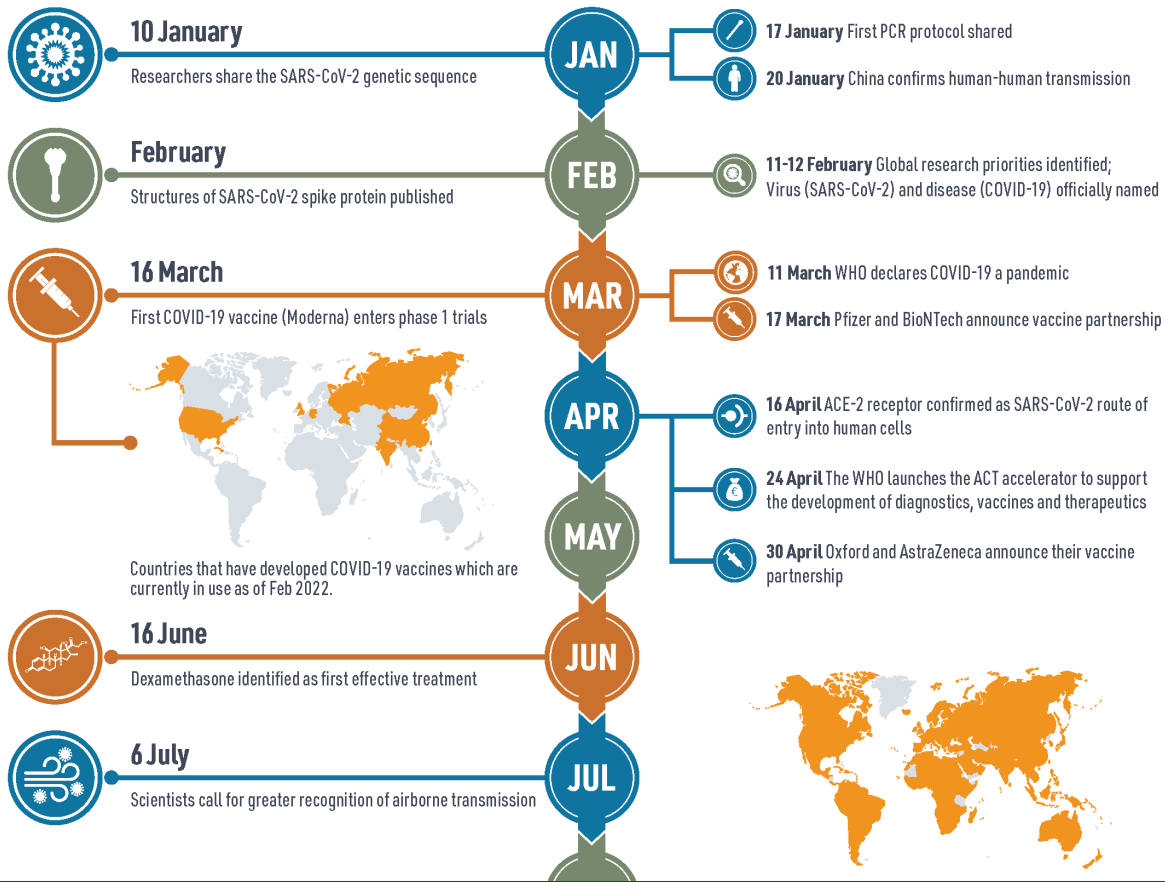 10 January
Researchers share the SARS-CoV-2 genetic sequence
JAN
17 January First PCR protocol shared
20 January China confirms human-human transmission
February
Structures of SARS-CoV-2 spike protein published
FEB
11-12 February Global research priorities identified;
Virus (SARS-CoV-2) and disease (COVID-19) officially named
16 March
First COVID-19 vaccine (Moderna) enters phase 1 trials
MAR
11 March WHO declares COVID-19 a pandemic
17 March Pfizer and BioNTech announce vaccine partnership
Countries that have developed COVID-19 vaccines which are
currently in use as of Feb 2022.
APR
16 April ACE-2 receptor confirmed as SARS-CoV-2 route of
entry into human cells
24 April The WHO launches the ACT accelerator to support
the development of diagnostics, vaccines and therapeutics
€
30 April Oxford and AstraZeneca announce their vaccine
partnership
MAY
16 June
Dexamethasone identified as first effective treatment
JUN
6 July
Scientists call for greater recognition of airborne transmission
JUL